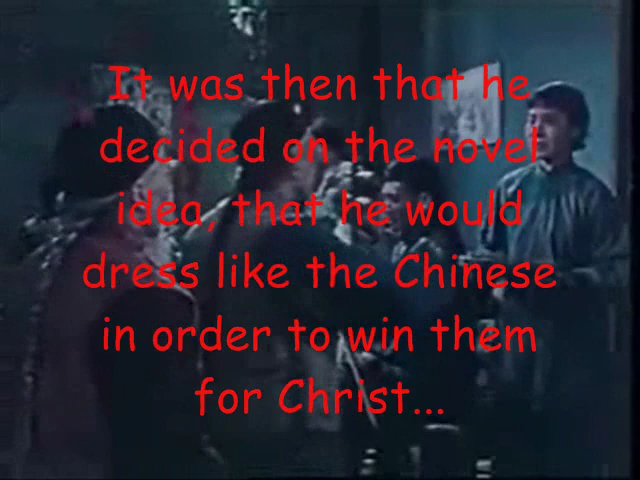 It was then that he
decided on the novel
idea, that he would
dress like the Chinese
in order to win them
for Christ...